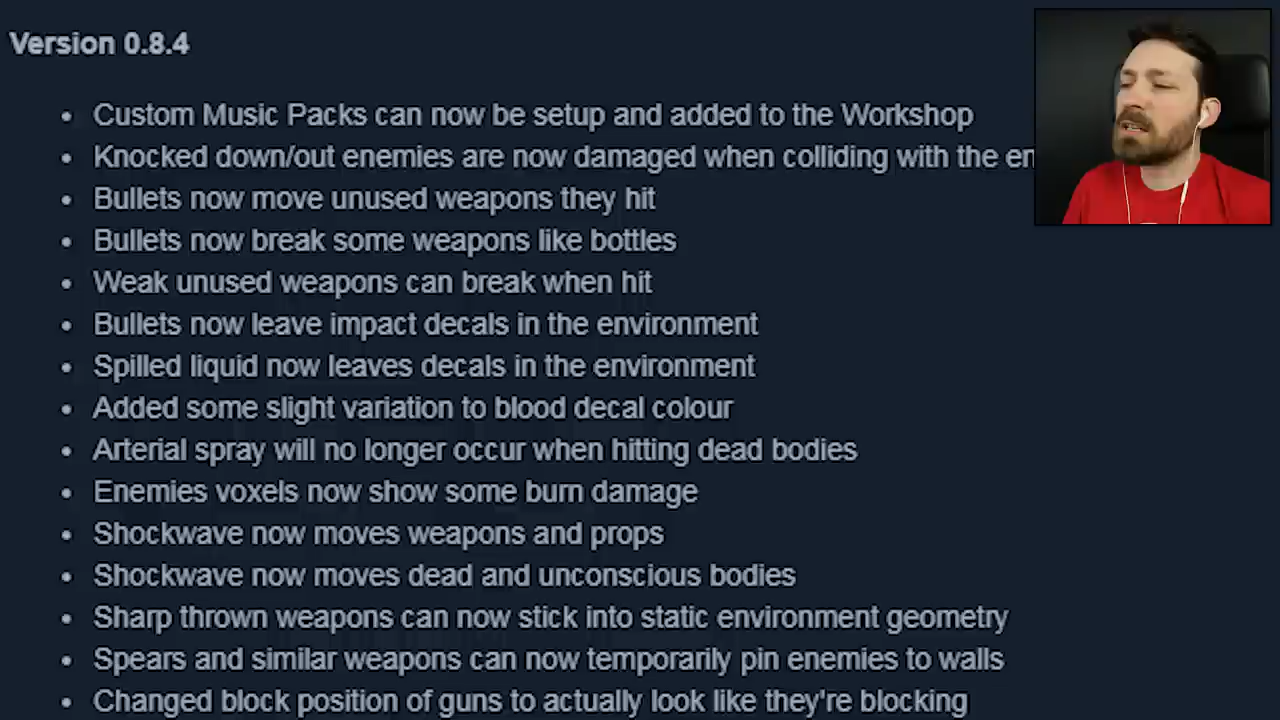 Version 0.8.4
Custom Music Packs can now be setup and added to the Workshop
Knocked down/out enemies are now damaged when colliding with the
Bullets now move unused weapons they hit
Bullets now break some weapons like bottles
Weak unused weapons can break when hit
Bullets now leave impact decals in the environment
Spilled liquid now leaves decals in the environment
Added some slight variation to blood decal colour
Arterial spray will no longer occur when hitting dead bodies
Enemies voxels now show some burn damage
Shockwave now moves weapons and props
Shockwave now moves dead and unconscious bodies
Sharp thrown weapons can now stick into static environment geometry
Spears and similar weapons can now temporarily pin enemies to walls
Changed block position of guns to actually look like they're blocking